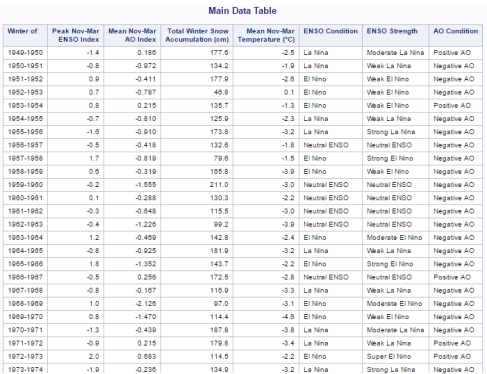 Main Data Table
Winter of Peak Nov-Mar ENSO Index Mean Nov-Mar AO Index Total Winter Snow Accumulation (cm) Mean Nov-Mar Temperature (°C) ENSO Condition ENSO Strength AO Condition
1949-1950 -1.4 0.186 177.6 -2.5 La Nina Moderate La Nina Positive AO
1950-1951 -0.8 -0.972 134.2 -1.9 La Nina Weak La Nina Negative AO
1951-1952 0.9 -0.411 177.9 -2.6 El Nino Weak El Nino Negative AO
1952-1953 0.7 -0.787 46.8 0.1 El Nino Weak El Nino Negative AO
1953-1954 0.8 0.215 135.7 -1.3 El Nino Weak El Nino Positive AO
1954-1955 -0.7 -0.810 125.9 -2.3 La Nina Weak La Nina Negative AO
1955-1956 -1.6 -0.910 173.8 -3.2 La Nina Strong La Nina Negative AO
1956-1957 -0.5 -0.418 132.6 -1.8 Neutral ENSO Neutral ENSO Negative AO
1957-1958 1.7 -0.819 79.6 -1.5 El Nino Strong El Nino Negative AO
1958-1959 0.6 -0.319 165.8 -3.9 El Nino Weak El Nino Negative AO
1959-1960 -0.2 -1.555 211.0 -3.0 Neutral ENSO Neutral ENSO Negative AO
1960-1961 0.1 -0.288 130.3 -2.2 Neutral ENSO Neutral ENSO Negative AO
1961-1962 -0.3 -0.648 115.5 -3.0 Neutral ENSO Neutral ENSO Negative AO
1962-1963 -0.4 -1.226 99.2 -3.9 Neutral ENSO Neutral ENSO Negative AO
1963-1964 1.2 -0.469 142.8 -2.4 El Nino Moderate El Nino Negative AO
1964-1965 -0.8 -0.925 181.9 -3.2 La Nina Weak La Nina Negative AO
1965-1966 1.8 -1.352 143.7 -2.2 El Nino Strong El Nino Negative AO
1966-1967 -0.5 0.256 172.5 -2.8 Neutral ENSO Neutral ENSO Positive AO
1967-1968 -0.8 -0.167 116.9 -3.3 La Nina Weak La Nina Negative AO
1968-1969 1.0 -2.126 97.0 -3.1 El Nino Moderate El Nino Negative AO
1969-1970 0.8 -1.470 114.4 -4.6 El Nino Weak El Nino Negative AO
1970-1971 -1.3 -0.439 187.8 -3.8 La Nina Moderate La Nina Negative AO
1971-1972 -0.9 0.215 179.8 -3.4 La Nina Weak La Nina Positive AO
1972-1973 2.0 0.683 114.5 -2.2 El Nino Super El Nino Positive AO
1973-1974 -1.9 -0.236 134.9 -3.2 La Nina Strong La Nina Negative AO